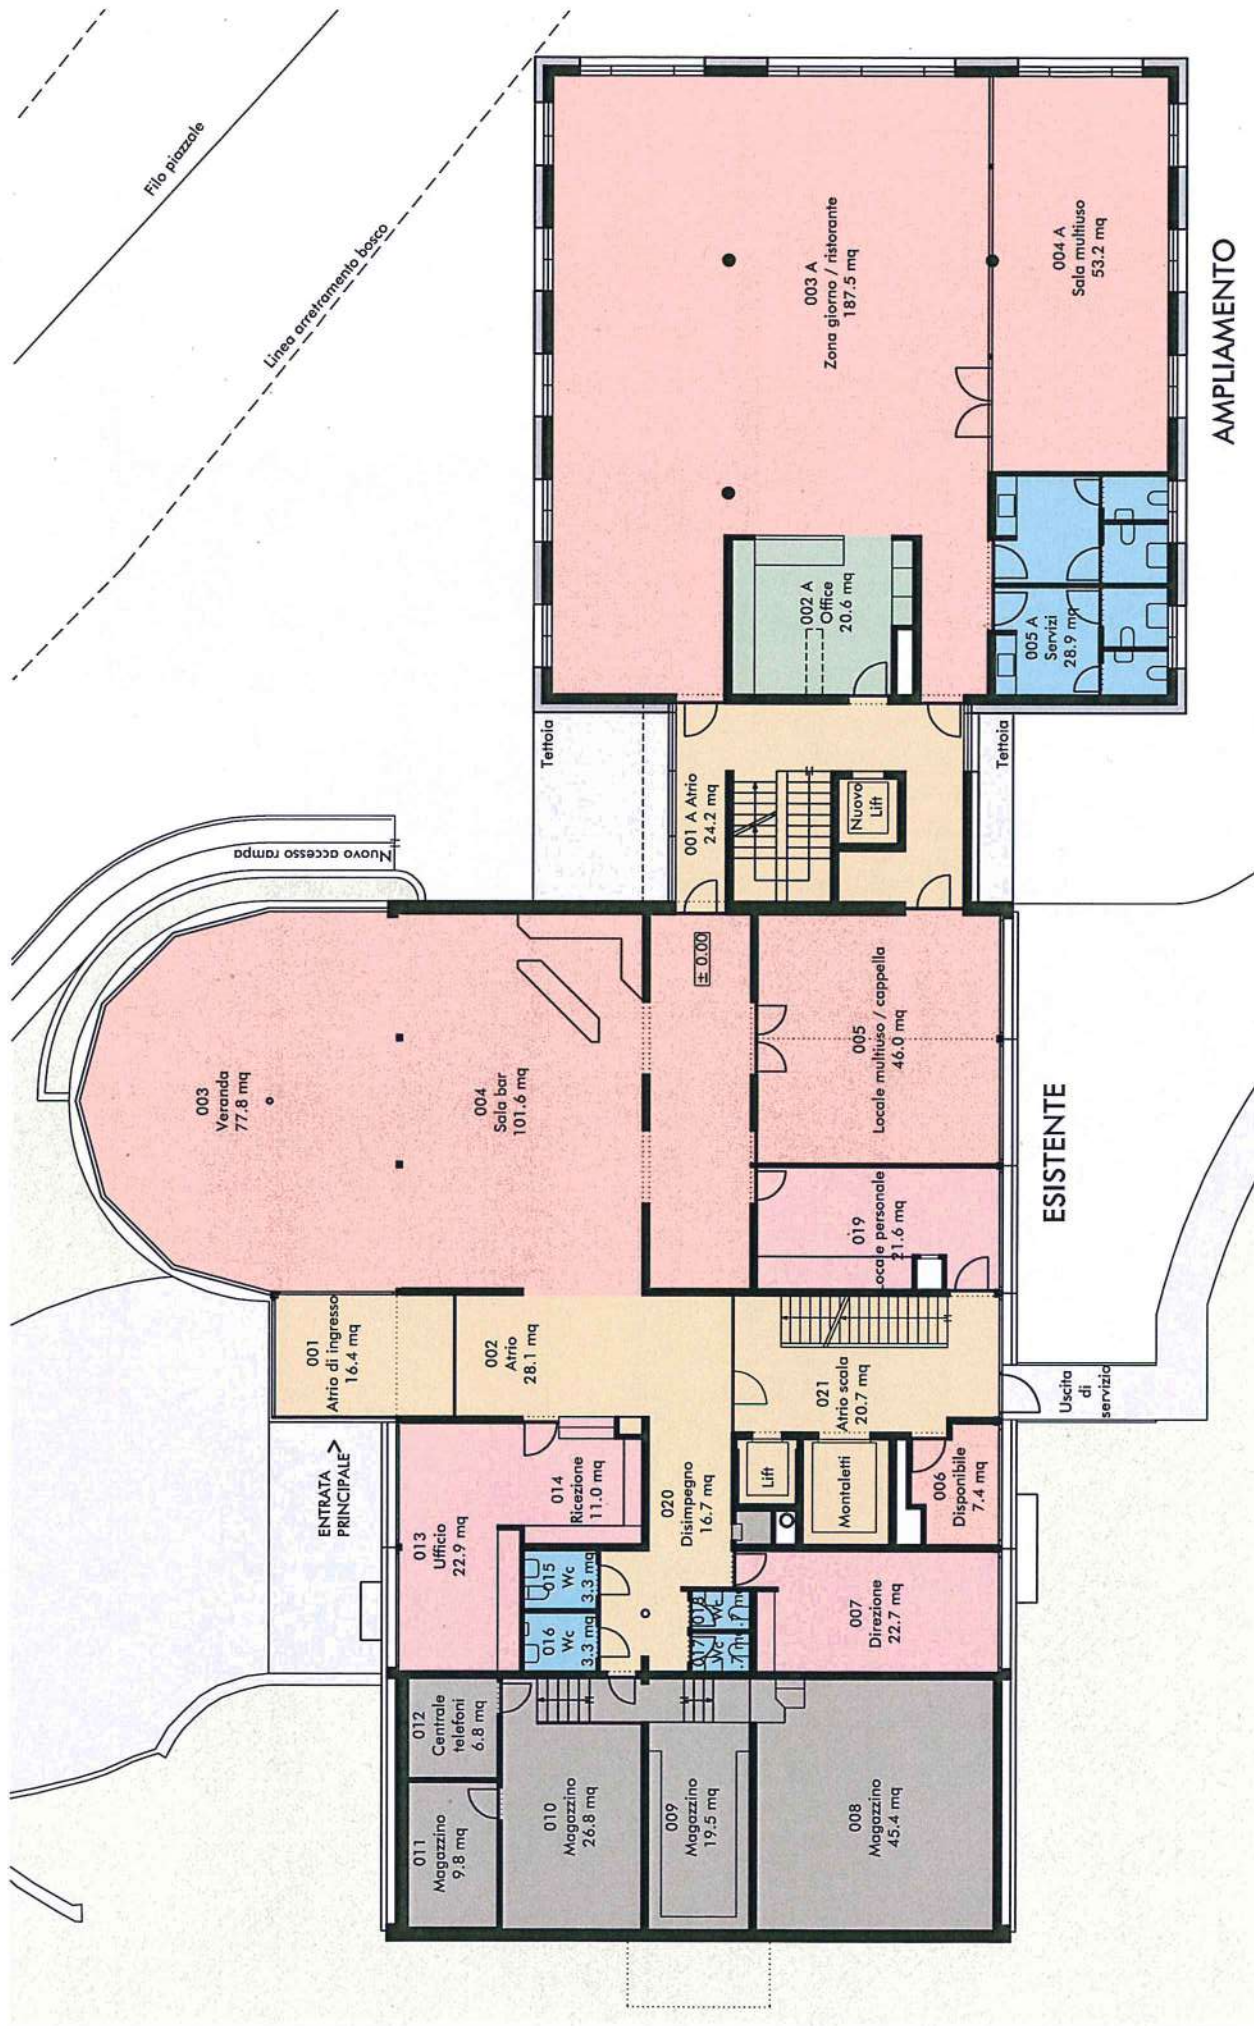 Filo piazzale
Linea arretramento bosco
003 A
Zona giorno / ristorante
187.5 mq
004 A
Sala multiuso
53.2 mq
AMPLIAMENTO
002 A
Office
20.6 mq
005 A
Servizi
28.9 mq
Tettoia
Tettoia
001 A Atrio
24.2 mq
Nuovo
Lift
Nuovo accesso rampa
± 0.00
003
Veranda
77.8 mq
004
Sala bar
101.6 mq
005
Locale multiuso / cappella
46.0 mq
ESISTENTE
019
Locale personale
21.6 mq
001
Atrio di ingresso
16.4 mq
002
Atrio
28.1 mq
021
Atrio scala
20.7 mq
Uscita
di
servizio
ENTRATA
PRINCIPALE >
013
Ufficio
22.9 mq
014
Ricezione
11.0 mq
020
Disimpegno
16.7 mq
Lift
Montaletti
006
Disponibile
7.4 mq
015
Wc
3.3 mq
016
Wc
3.3 mq
018
Wc
.7 mq
017
Wc
.7 mq
007
Direzione
22.7 mq
012
Centrale
telefoni
6.8 mq
011
Magazzino
9.8 mq
010
Magazzino
26.8 mq
009
Magazzino
19.5 mq
008
Magazzino
45.4 mq